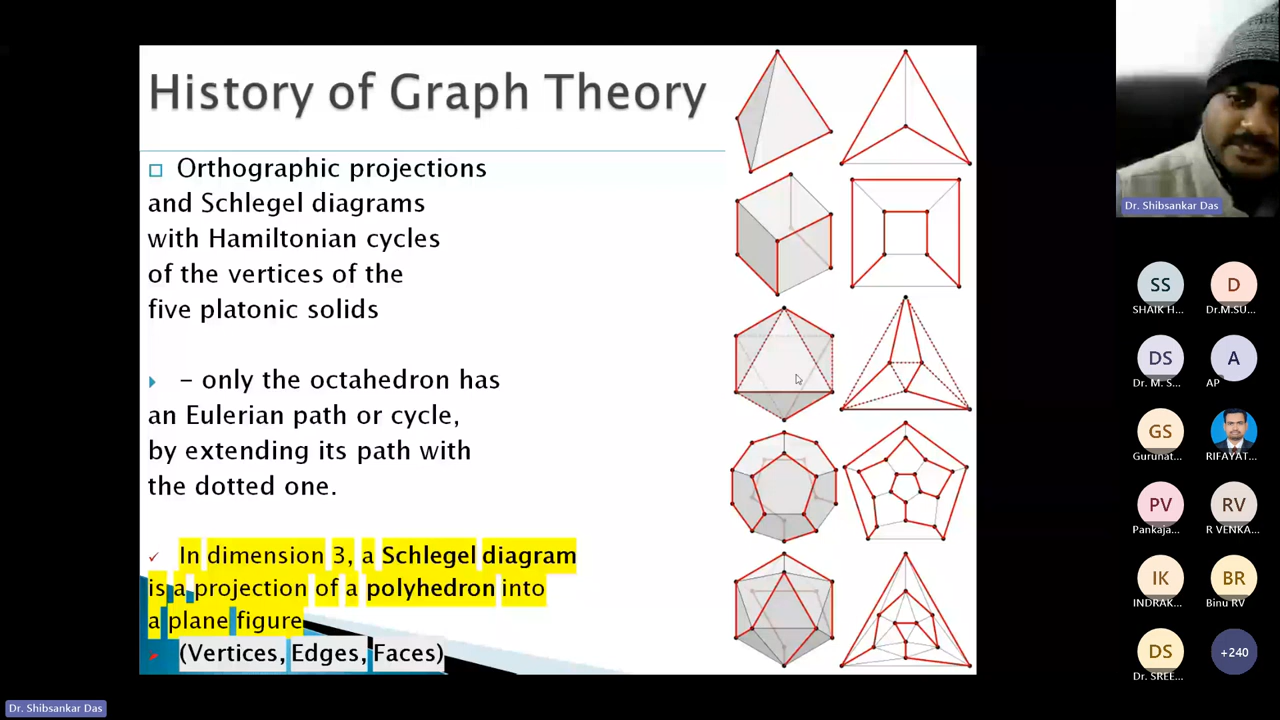 History of Graph Theory
Orthographic projections
and Schlegel diagrams
with Hamiltonian cycles
of the vertices of the
five platonic solids
– only the octahedron has
an Eulerian path or cycle,
by extending its path with
the dotted one.
In dimension 3, a Schlegel diagram
is a projection of a polyhedron into
a plane figure
(Vertices, Edges, Faces)
Dr. Shibsankar Das
SS D
SHAIK H... Dr.M.SU...
DS A
Dr. M. S... AP
GS
Gurunat... RIFAYAT...
PV RV
Pankaja... R VENKA...
IK BR
INDRAK... Binu RV
DS +240
Dr. SREE...
Dr. Shibsankar Das